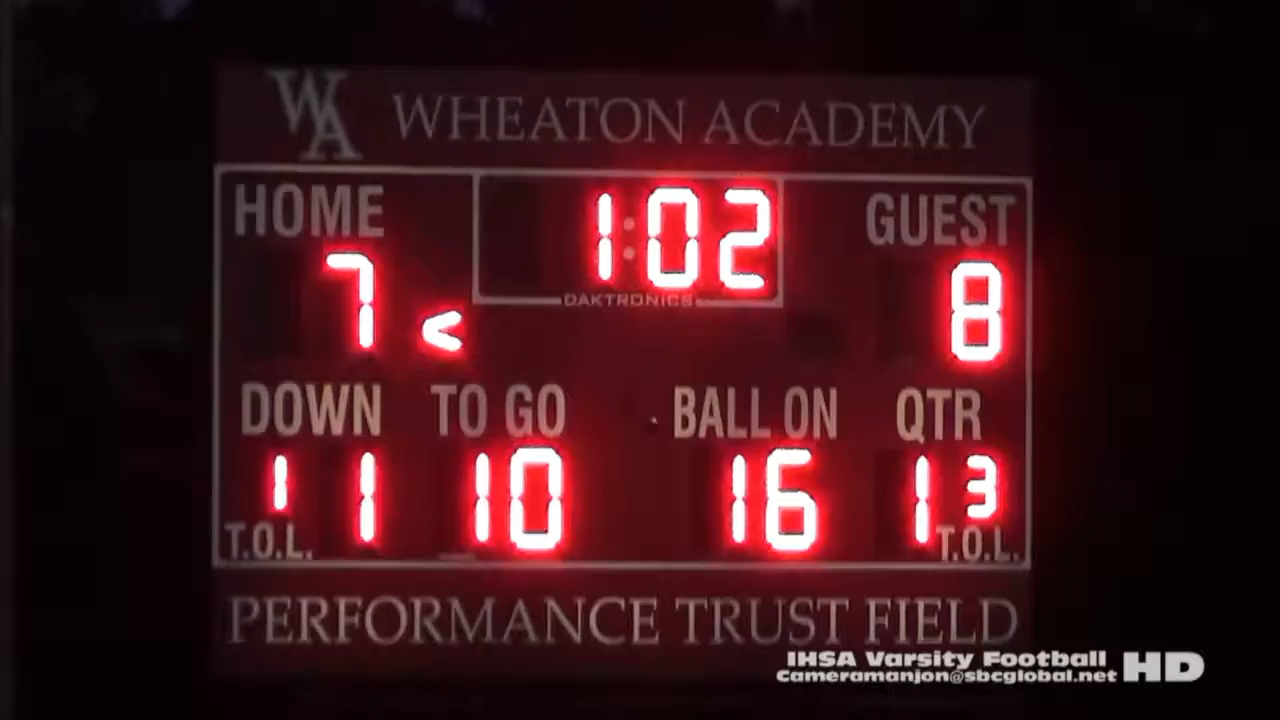 WA WHEATON ACADEMY
HOME 1:02 GUEST
DAKTRONICS
7 < 8
DOWN TO GO BALL ON QTR
1 1 10 16 1 3
T.O.L. T.O.L.
PERFORMANCE TRUST FIELD
IHSA Varsity Football HD
Cameramanjon@sbcglobal.net